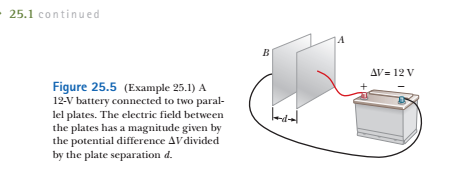 25.1 continued
A
B
ΔV = 12 V
+ −
d
Figure 25.5 (Example 25.1) A
12-V battery connected to two paral-
lel plates. The electric field between
the plates has a magnitude given by
the potential difference ΔV divided
by the plate separation d.